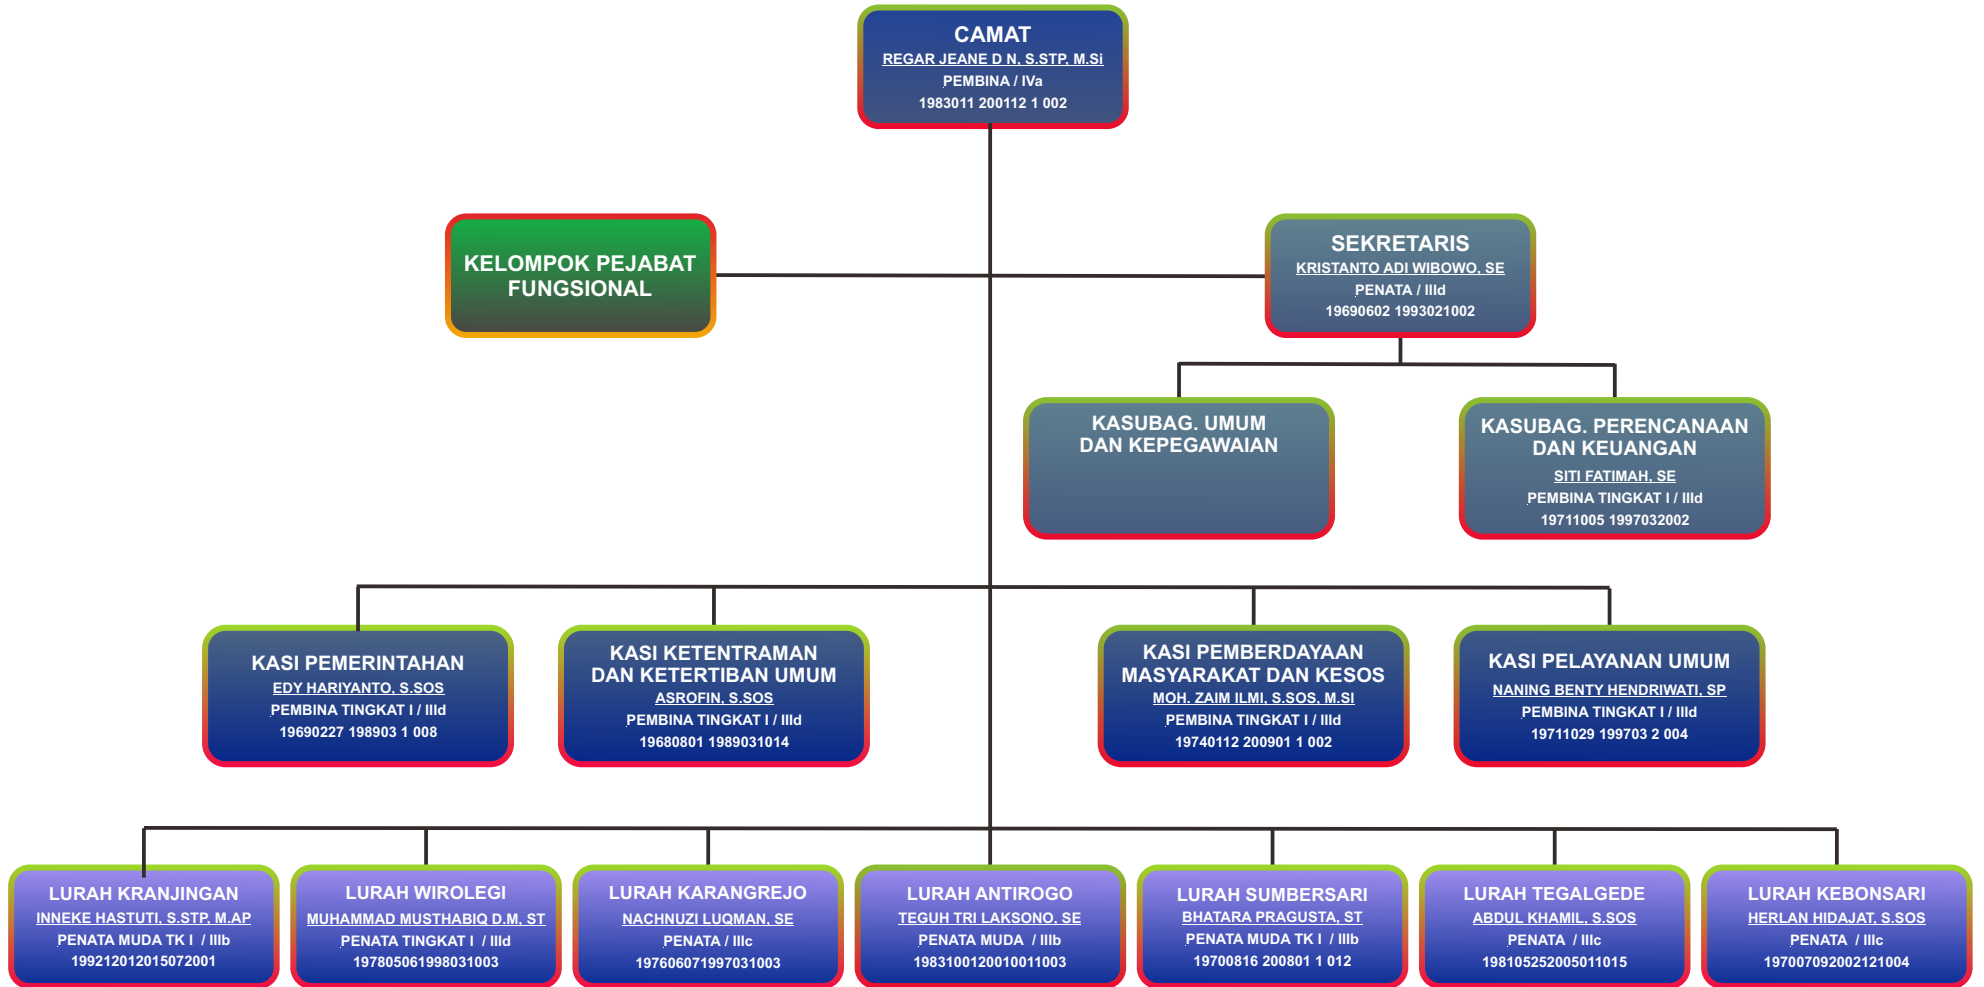 CAMAT
REGAR JEANE D N, S.STP, M.Si
PEMBINA / IVa
1983011 200112 1 002
KELOMPOK PEJABAT
FUNGSIONAL
SEKRETARIS
KRISTANTO ADI WIBOWO, SE
PENATA / IIId
19690602 1993021002
KASUBAG. UMUM
DAN KEPEGAWAIAN
KASUBAG. PERENCANAAN
DAN KEUANGAN
SITI FATIMAH, SE
PEMBINA TINGKAT I / IIId
19711005 1997032002
KASI PEMERINTAHAN
EDY HARIYANTO, S.SOS
PEMBINA TINGKAT I / IIId
19690227 198903 1 008
KASI KETENTRAMAN
DAN KETERTIBAN UMUM
ASROFIN, S.SOS
PEMBINA TINGKAT I / IIId
19680801 1989031014
KASI PEMBERDAYAAN
MASYARAKAT DAN KESOS
MOH. ZAIM ILMI, S.SOS, M.SI
PEMBINA TINGKAT I / IIId
19740112 200901 1 002
KASI PELAYANAN UMUM
NANING BENTY HENDRIWATI, SP
PEMBINA TINGKAT I / IIId
19711029 199703 2 004
LURAH KRANJINGAN
INNEKE HASTUTI, S.STP, M.AP
PENATA MUDA TK I / IIIb
199212012015072001
LURAH WIROLEGI
MUHAMMAD MUSTHABIQ D.M, ST
PENATA TINGKAT I / IIId
197805061998031003
LURAH KARANGREJO
NACHNUZI LUQMAN, SE
PENATA / IIIc
197606071997031003
LURAH ANTIROGO
TEGUH TRI LAKSONO, SE
PENATA MUDA / IIIb
1983100120010011003
LURAH SUMBERSARI
BHATARA PRAGUSTA, ST
PENATA MUDA TK I / IIIb
19700816 200801 1 012
LURAH TEGALGEDE
ABDUL KHAMIL, S.SOS
PENATA / IIIc
198105252005011015
LURAH KEBONSARI
HERLAN HIDAJAT, S.SOS
PENATA / IIIc
197007092002121004